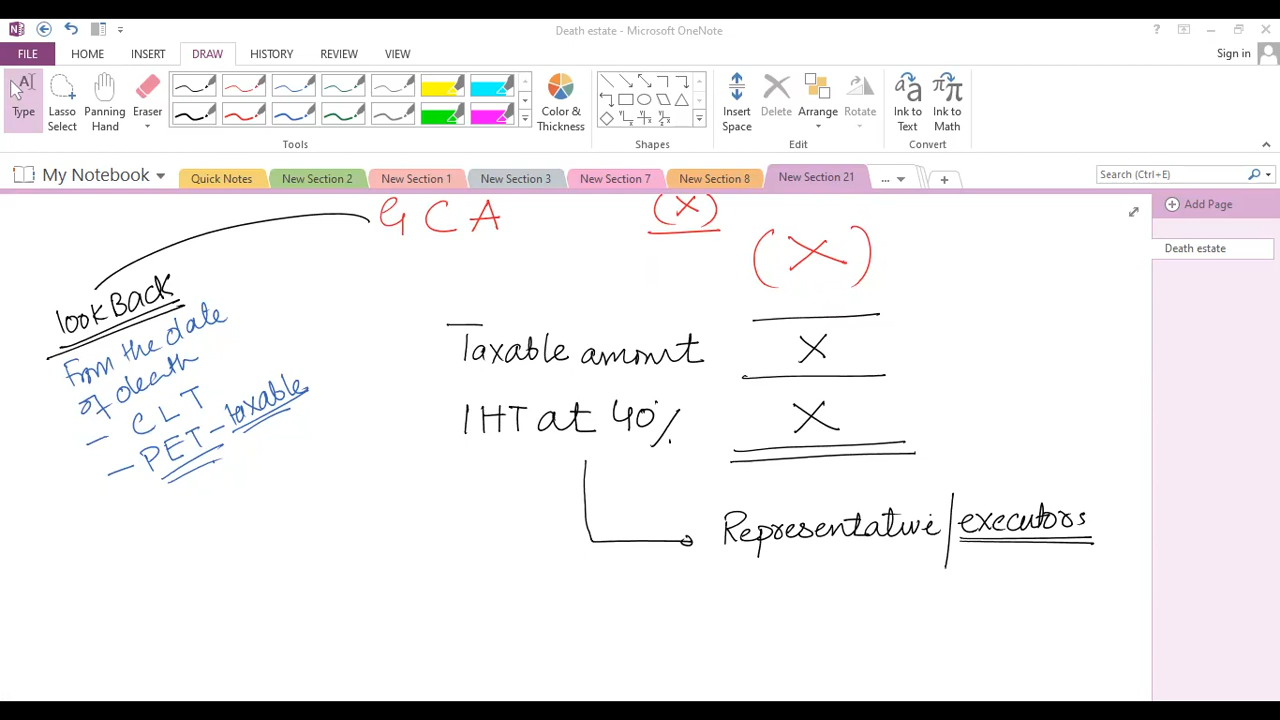 Death estate - Microsoft OneNote
?
FILE HOME INSERT DRAW HISTORY REVIEW VIEW
Sign in
Type
Lasso Select
Panning Hand
Eraser
Color & Thickness
Insert Space
Delete
Arrange
Rotate
Ink to Text
Ink to Math
Tools
Shapes
Edit
Convert
My Notebook
Quick Notes
New Section 2
New Section 1
New Section 3
New Section 7
New Section 8
New Section 21
...
Search (Ctrl+E)
Add Page
Death estate
GCA (X)
(X)
lookBack
From the date
of death
- CLT
- PET - taxable
Taxable amount X
IHT at 40% X
Representative/executors